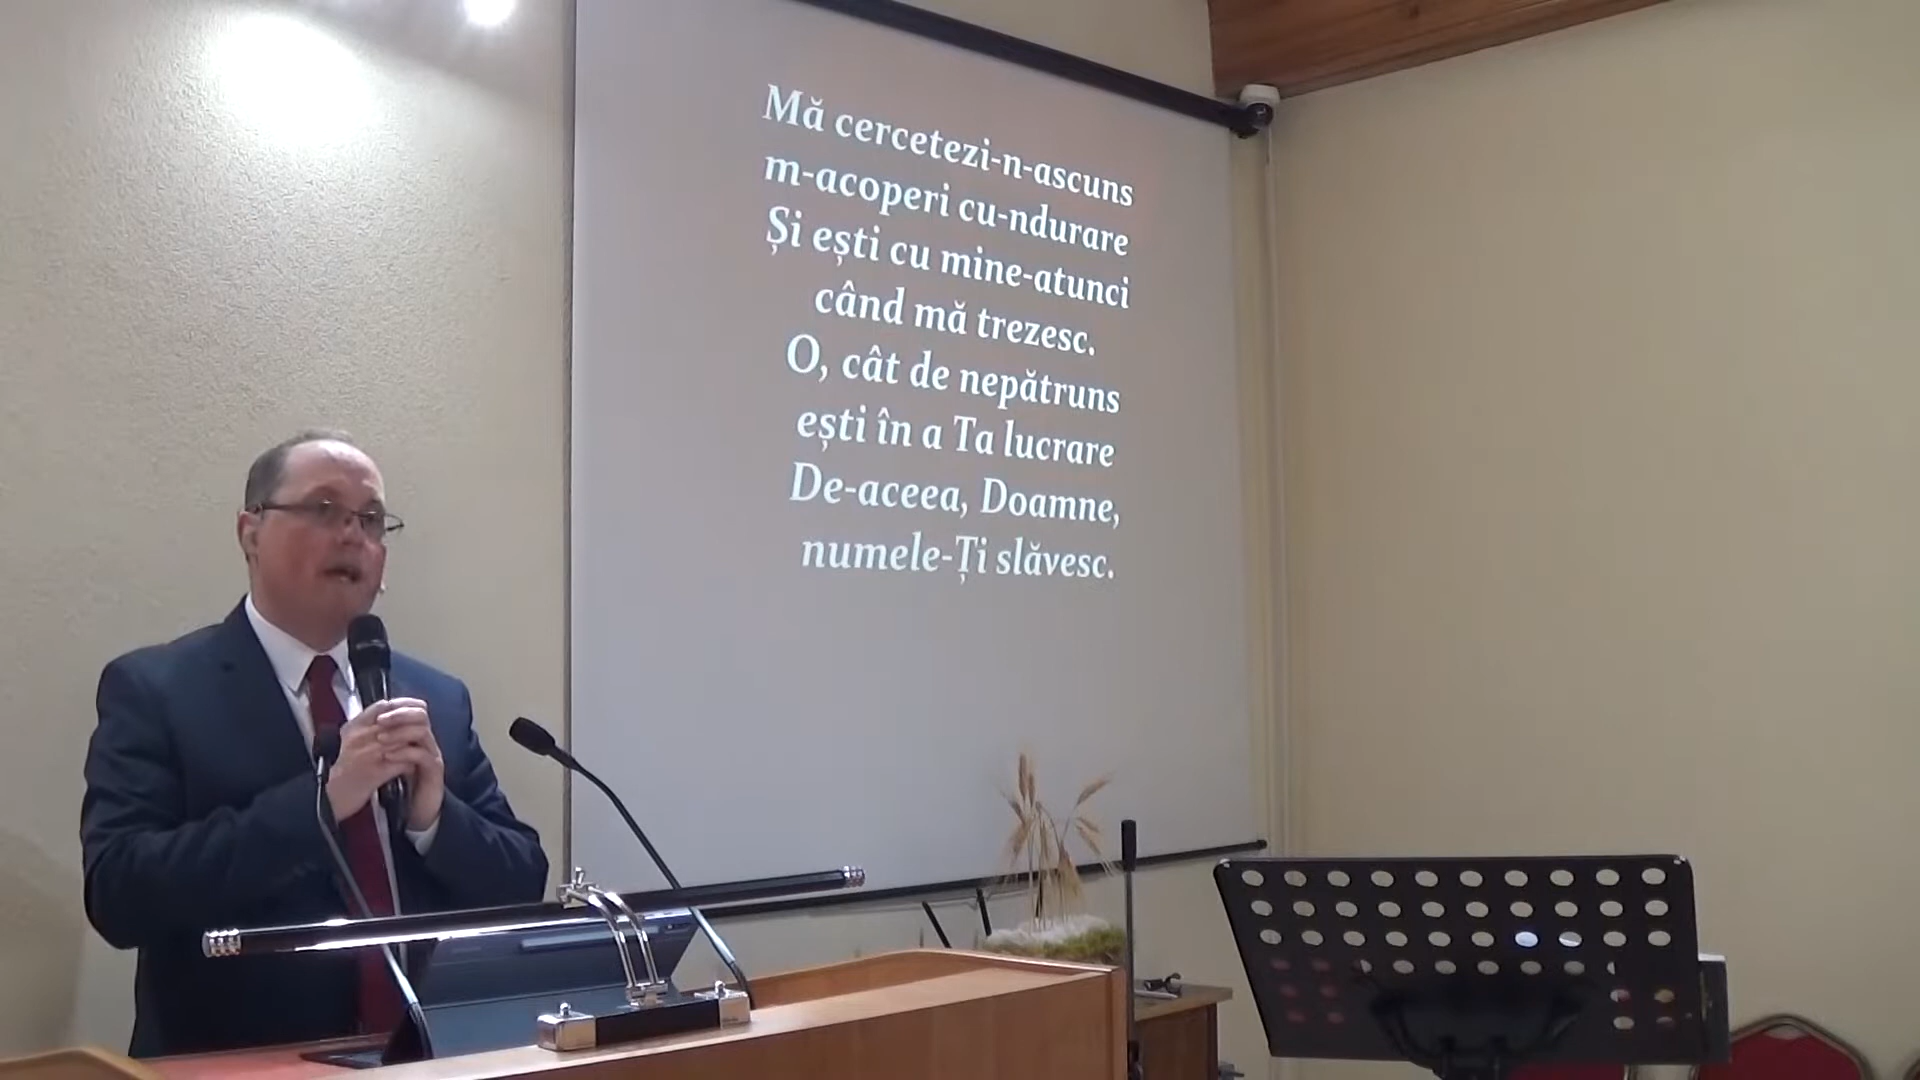 Mă cercetezi-n-ascuns
m-acoperi cu-ndurare
Și ești cu mine-atunci
când mă trezesc.
O, cât de nepătruns
ești în a Ta lucrare
De-aceea, Doamne,
numele-Ți slăvesc.